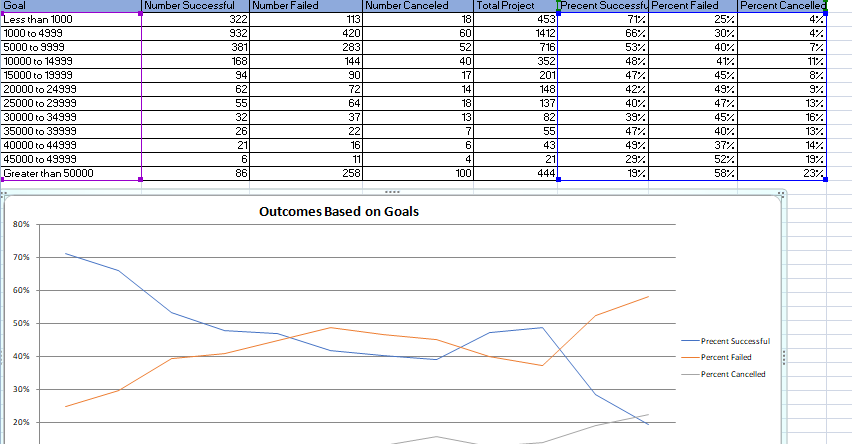 Goal Number Successful Number Failed Number Canceled Total Project Precent Successfu Percent Failed Percent Cancelled
Less than 1000 322 113 18 453 71% 25% 4%
1000 to 4999 932 420 60 1412 66% 30% 4%
5000 to 9999 381 283 52 716 53% 40% 7%
10000 to 14999 168 144 40 352 48% 41% 11%
15000 to 19999 94 90 17 201 47% 45% 8%
20000 to 24999 62 72 14 148 42% 49% 9%
25000 to 29999 55 64 18 137 40% 47% 13%
30000 to 34999 32 37 13 82 39% 45% 16%
35000 to 39999 26 22 7 55 47% 40% 13%
40000 to 44999 21 16 6 43 49% 37% 14%
45000 to 49999 6 11 4 21 29% 52% 19%
Greater than 50000 86 258 100 444 19% 58% 23%
Outcomes Based on Goals
80%
70%
60%
50%
40%
30%
20%
Precent Successful
Percent Failed
Percent Cancelled